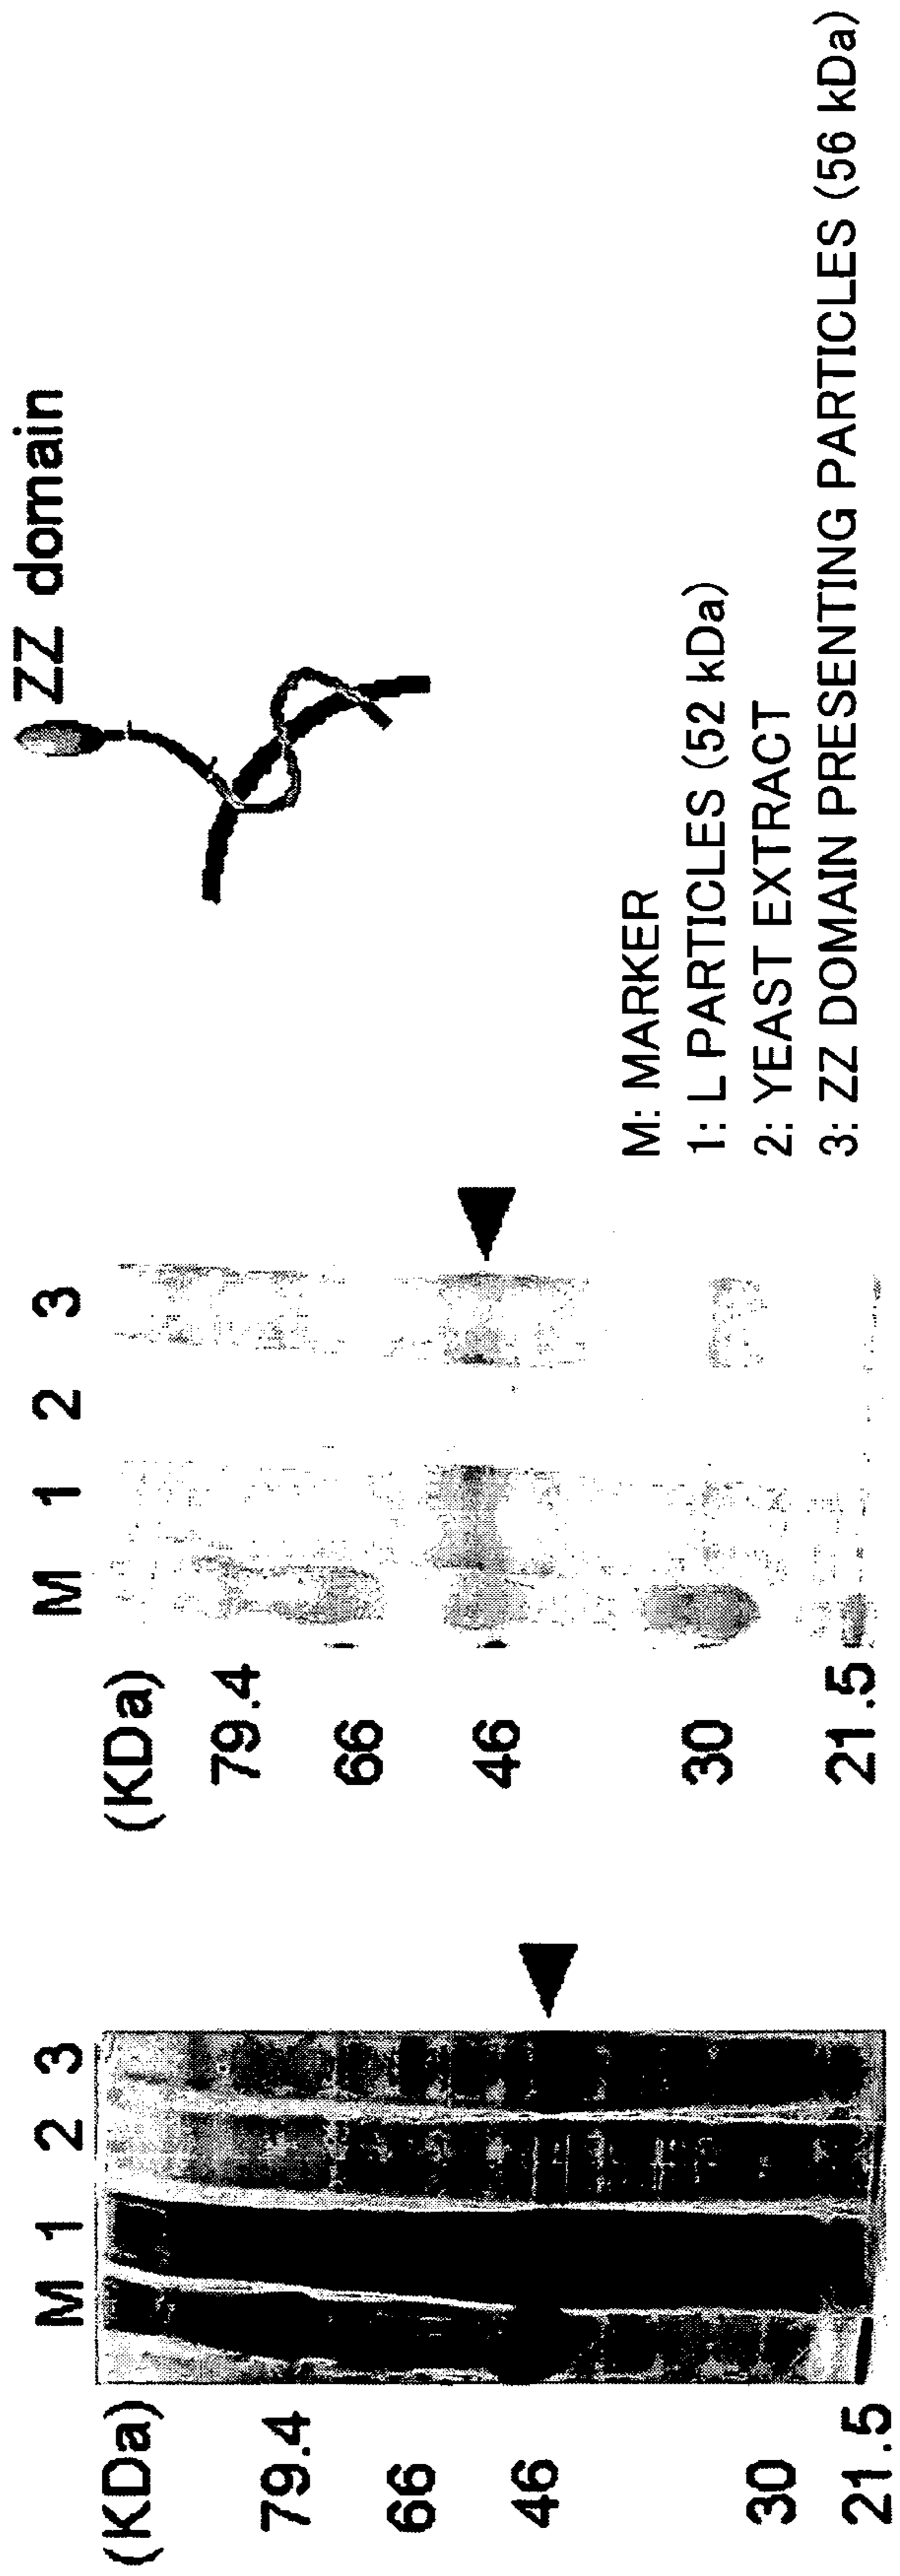 M 1 2 3
(KDa)
79.4
66
46
30
21.5
M 1 2 3
(KDa)
79.4
66
46
30
21.5
ZZ domain
M: MARKER
1: L PARTICLES (52 kDa)
2: YEAST EXTRACT
3: ZZ DOMAIN PRESENTING PARTICLES (56 kDa)